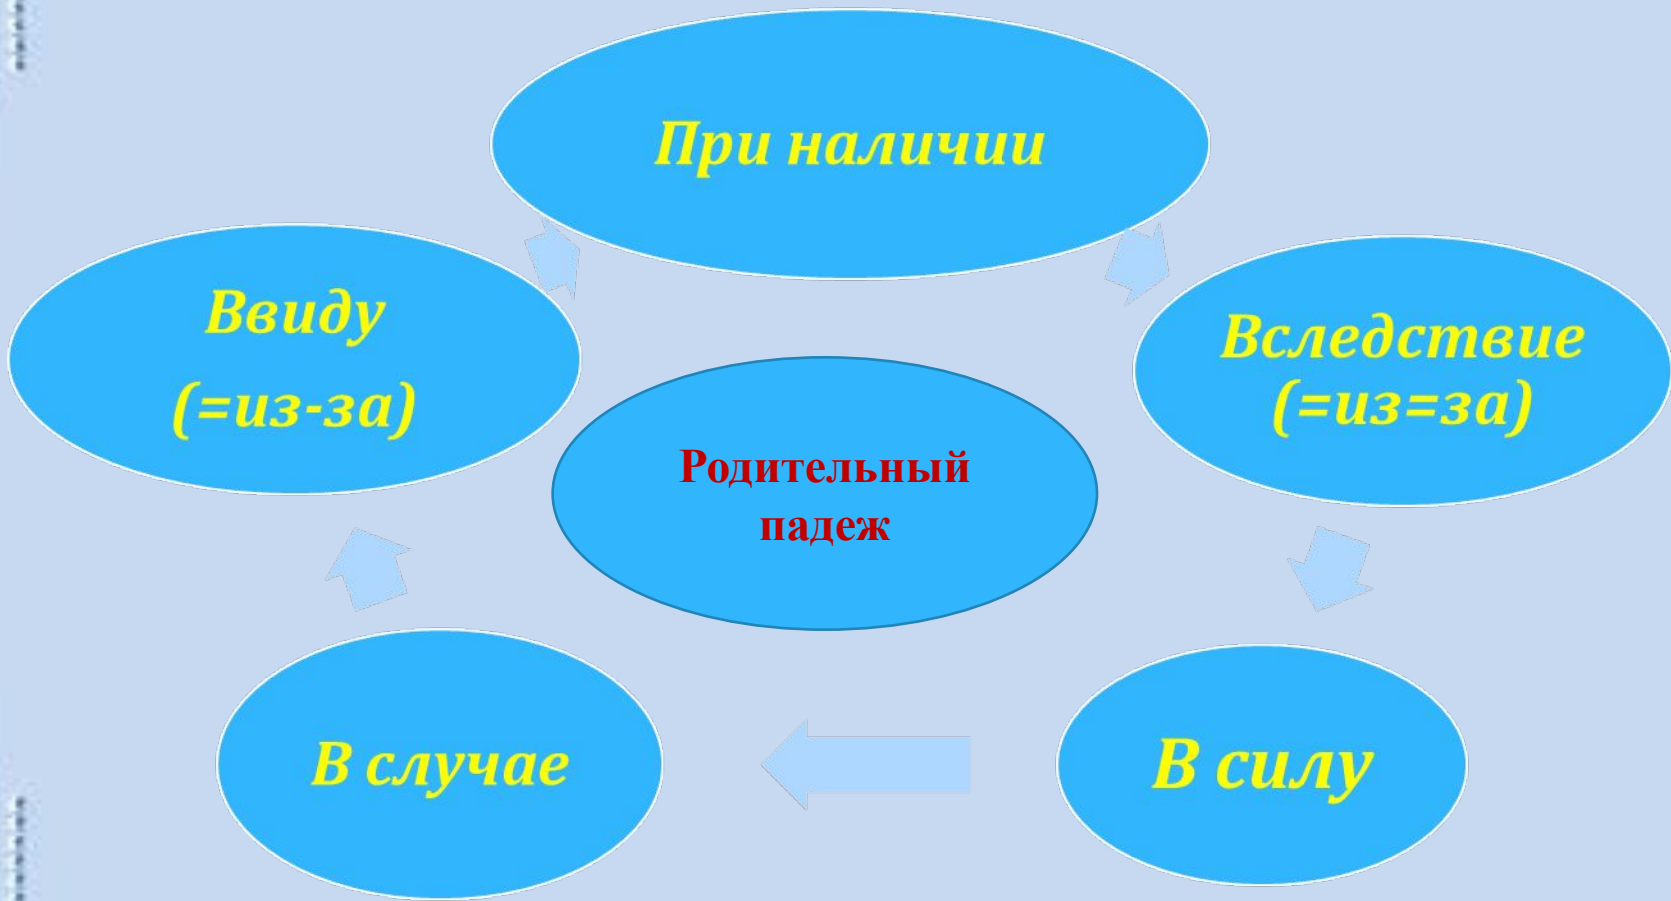 При наличии
Ввиду
(=из-за)
Вследствие
(=из=за)
Родительный
падеж
В случае
В силу